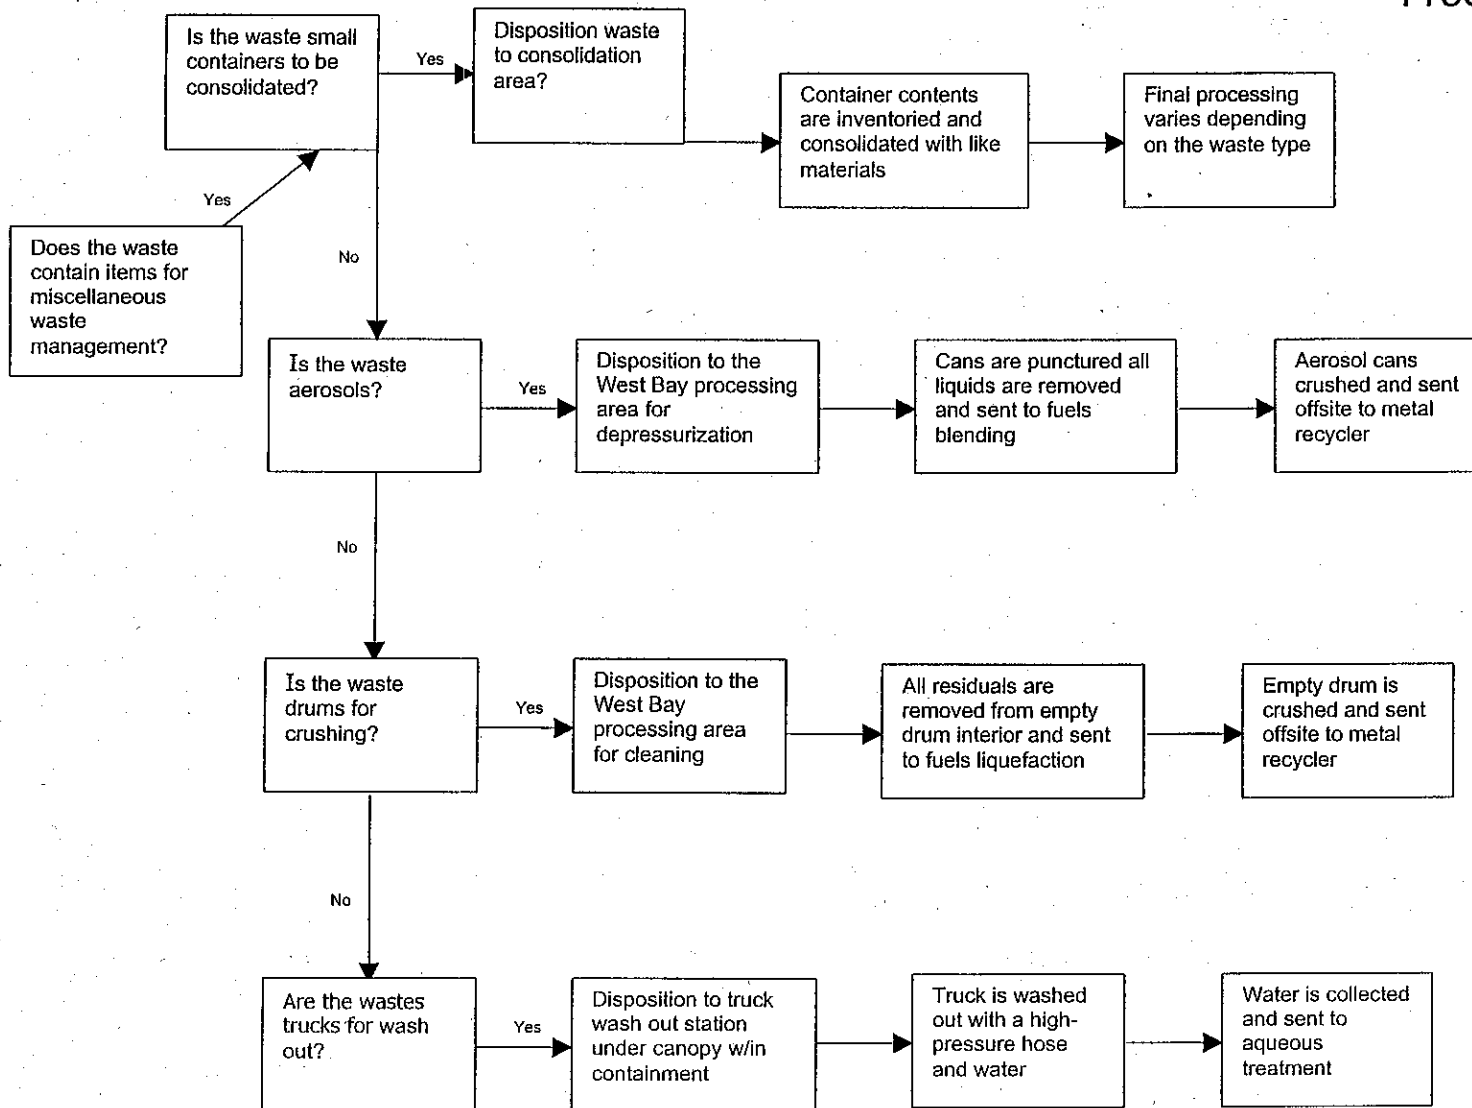 Is the waste small
containers to be
consolidated?
Yes
Disposition waste
to consolidation
area?
Container contents
are inventoried and
consolidated with like
materials
Final processing
varies depending
on the waste type
Yes
Does the waste
contain items for
miscellaneous
waste
management?
No
Is the waste
aerosols?
Yes
Disposition to the
West Bay processing
area for
depressurization
Cans are punctured all
liquids are removed
and sent to fuels
blending
Aerosol cans
crushed and sent
offsite to metal
recycler
No
Is the waste
drums for
crushing?
Yes
Disposition to the
West Bay
processing area
for cleaning
All residuals are
removed from empty
drum interior and sent
to fuels liquefaction
Empty drum is
crushed and sent
offsite to metal
recycler
No
Are the wastes
trucks for wash
out?
Yes
Disposition to truck
wash out station
under canopy w/in
containment
Truck is washed
out with a high-
pressure hose
and water
Water is collected
and sent to
aqueous
treatment